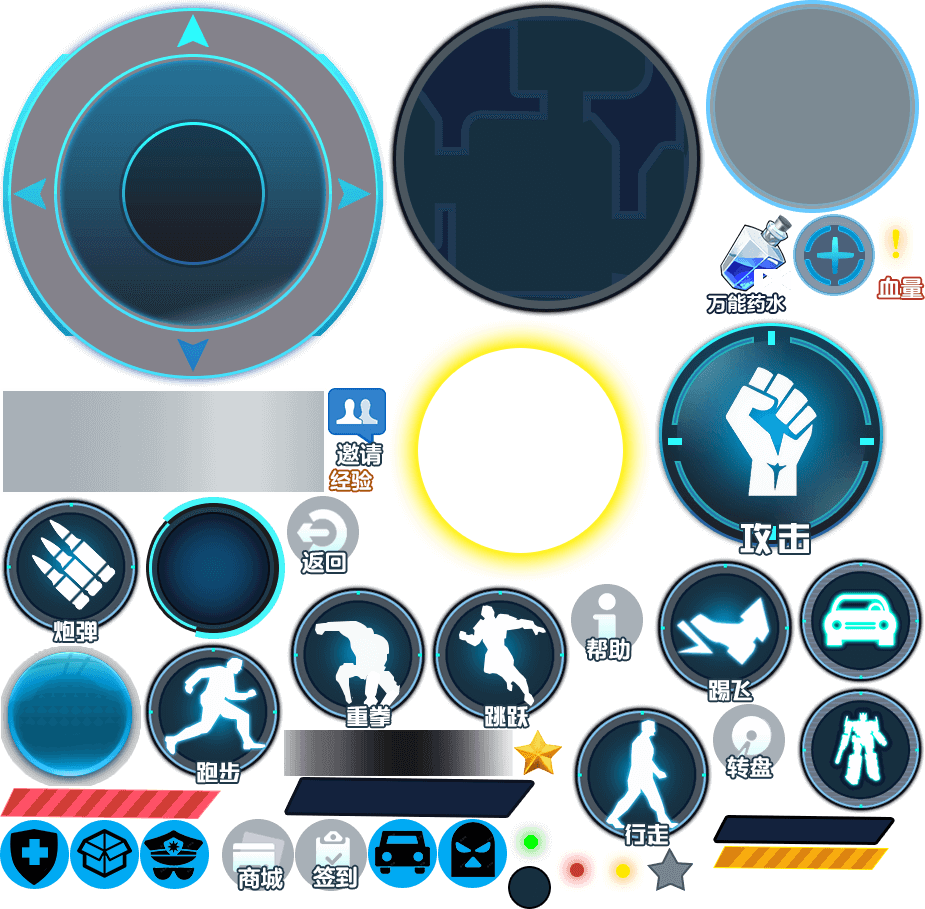 万能药水
血量
邀请
经验
攻击
返回
炮弹
帮助
踢飞
重拳
跳跃
跑步
转盘
行走
商城
签到